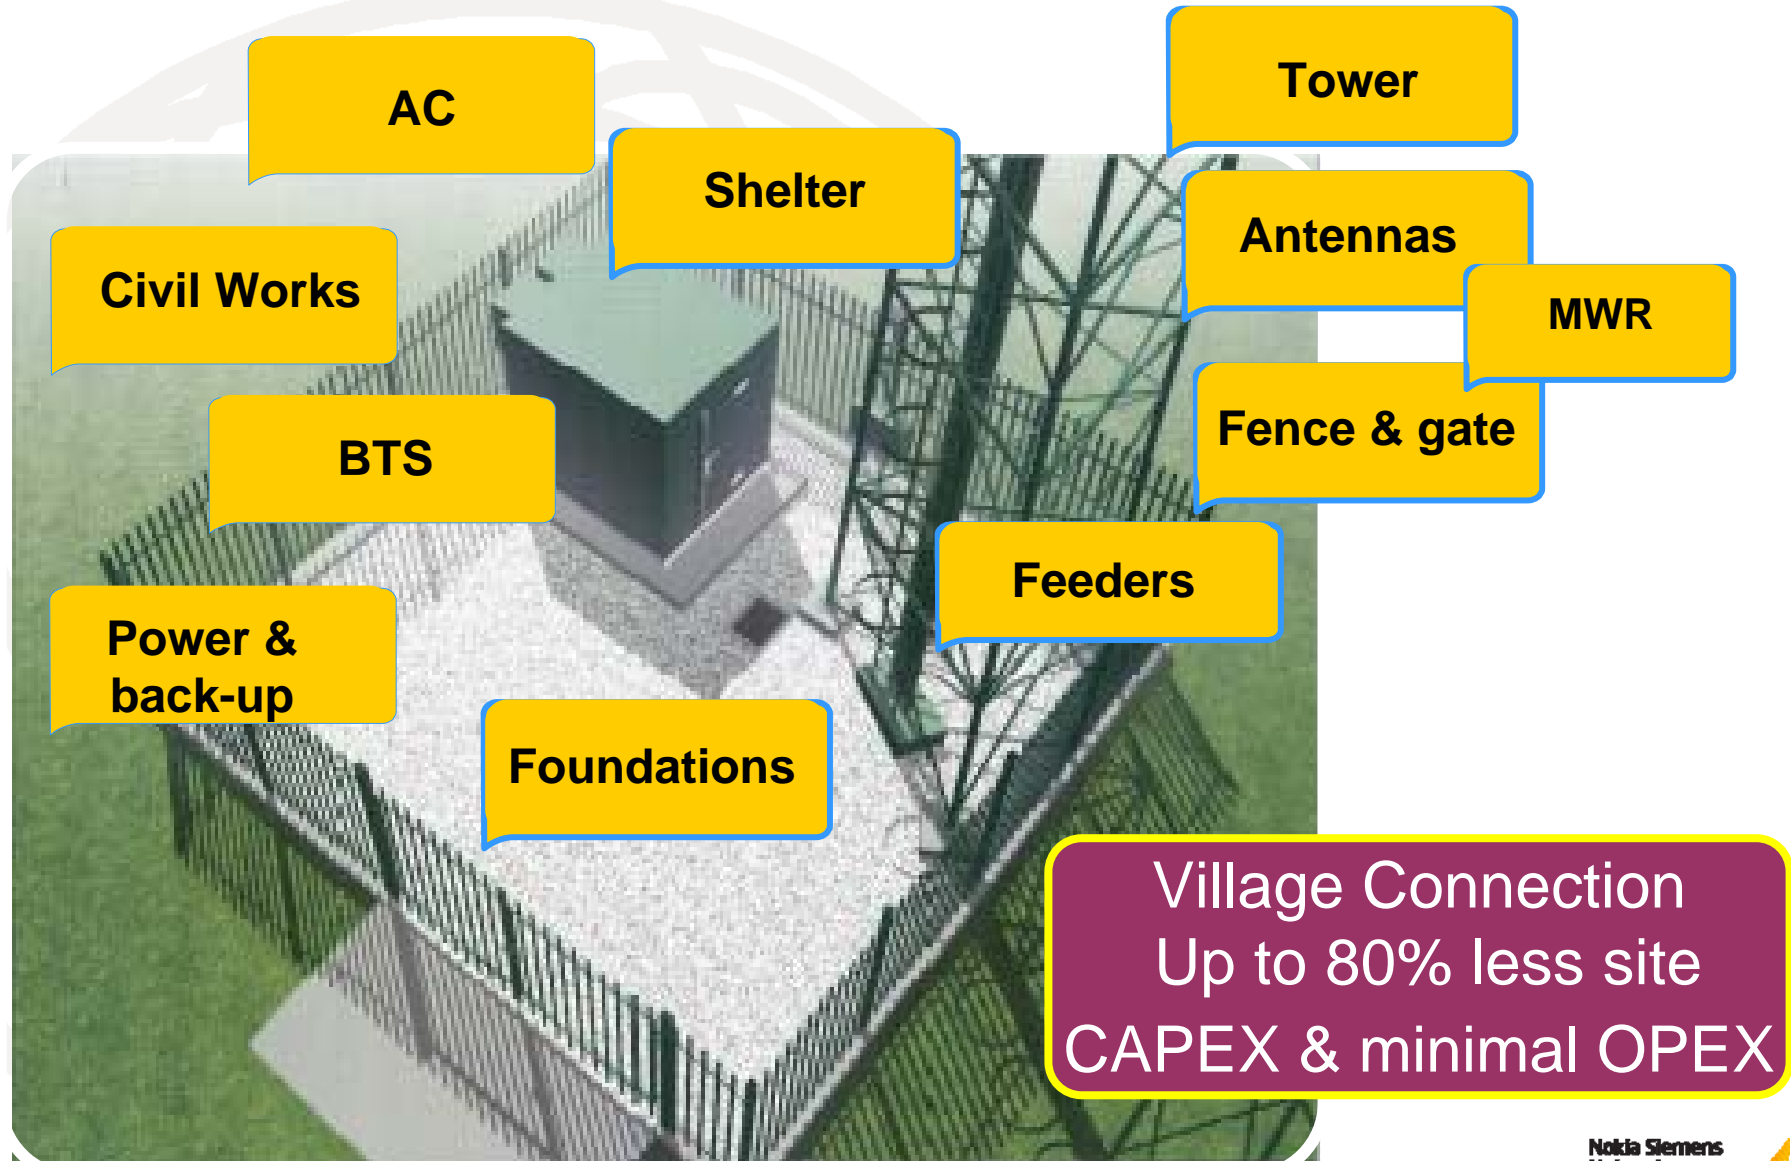 AC
Tower
Shelter
Antennas
Civil Works
MWR
Fence & gate
BTS
Feeders
Power &
back-up
Foundations
Village Connection
Up to 80% less site
CAPEX & minimal OPEX
Nokia Siemens